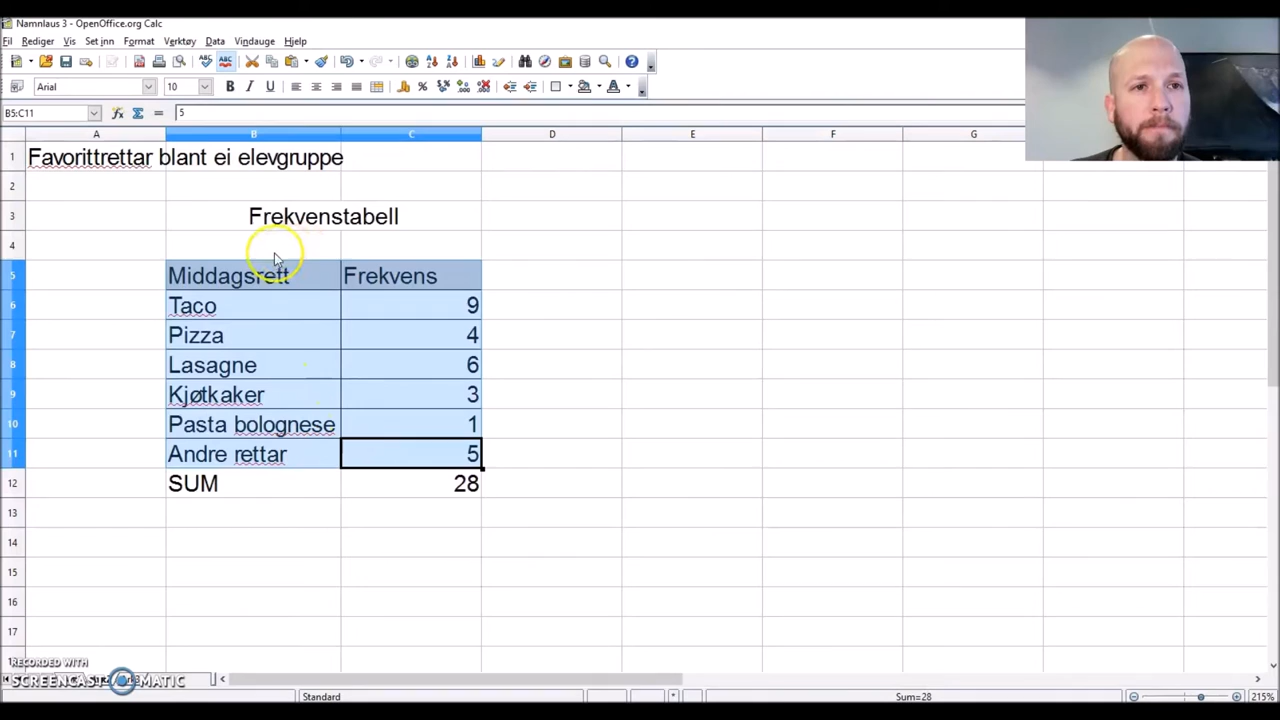 Namnlaus 3 - OpenOffice.org Calc
Fil Rediger Vis Set inn Format Verktøy Data Vindauge Hjelp
Arial 10
B5:C11 5
A B C D E F G
1 Favorittrettar blant ei elevgruppe
2
3 Frekvenstabell
4
5 Middagsrett Frekvens
6 Taco 9
7 Pizza 4
8 Lasagne 6
9 Kjøtkaker 3
10 Pasta bolognese 1
11 Andre rettar 5
12 SUM 28
13
14
15
16
17
RECORDED WITH
SCREENCAST MATIC
Standard * Sum=28 215%